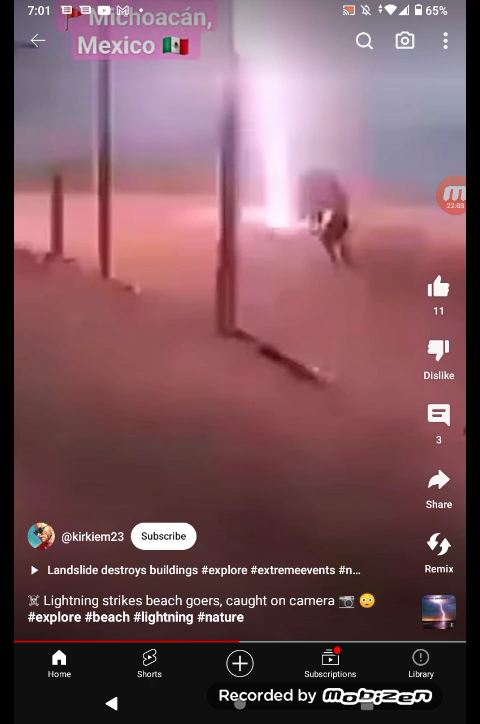 7:01
65%
Michoacán,
Mexico
22:03
11
Dislike
3
Share
Remix
@kirkiem23
Subscribe
Landslide destroys buildings #explore #extremeevents #n...
Lightning strikes beach goers, caught on camera 📷 😳
#explore #beach #lightning #nature
Home
Shorts
Subscriptions
Library
Recorded by MOBIZEN